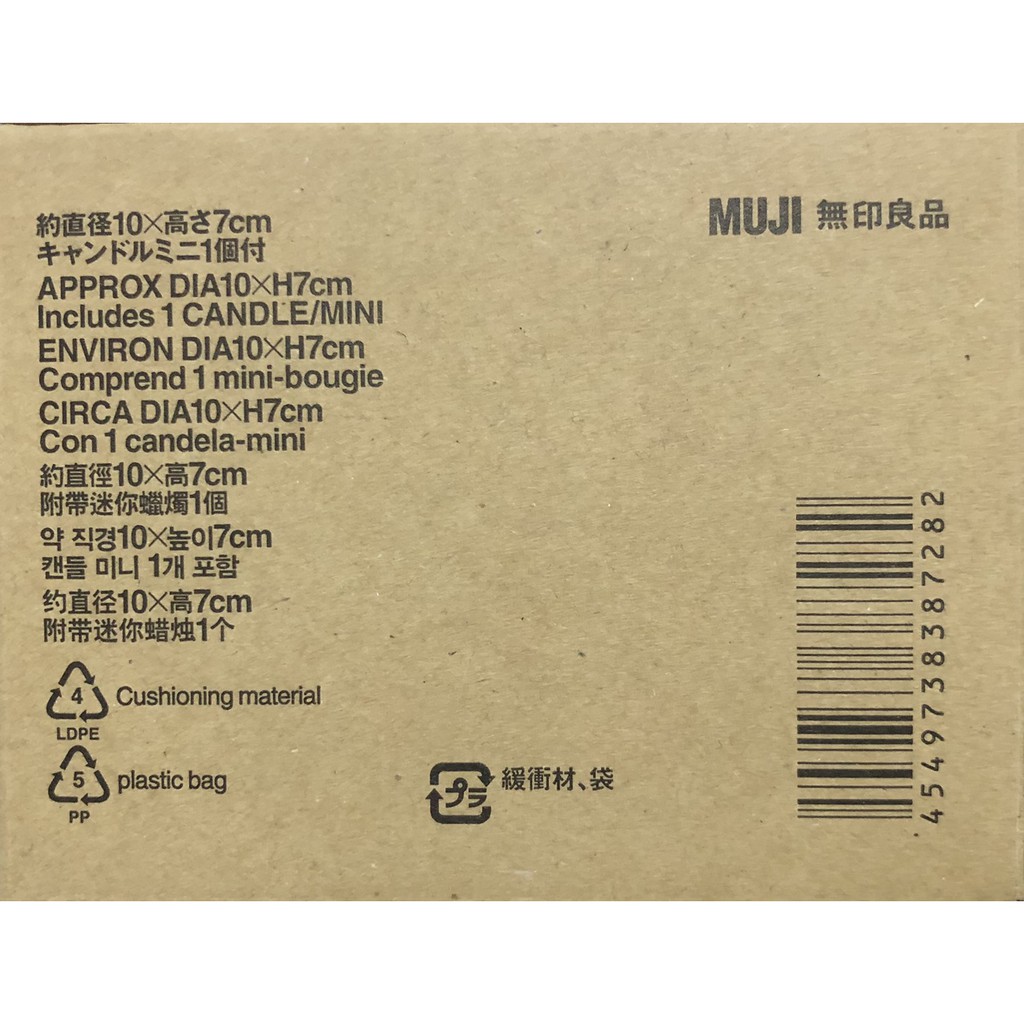 約直径10×高さ7cm
キャンドルミニ1個付
APPROX DIA10×H7cm
Includes 1 CANDLE/MINI
ENVIRON DIA10×H7cm
Comprend 1 mini-bougie
CIRCA DIA10×H7cm
Con 1 candela-mini
約直徑10×高7cm
附帶迷你蠟燭1個
약 직경10×높이7cm
캔들 미니 1개 포함
约直径10×高7cm
附带迷你蜡烛1个
4 Cushioning material
LDPE
5 plastic bag
PP
プラ 緩衝材、袋
MUJI 無印良品
4549738387282